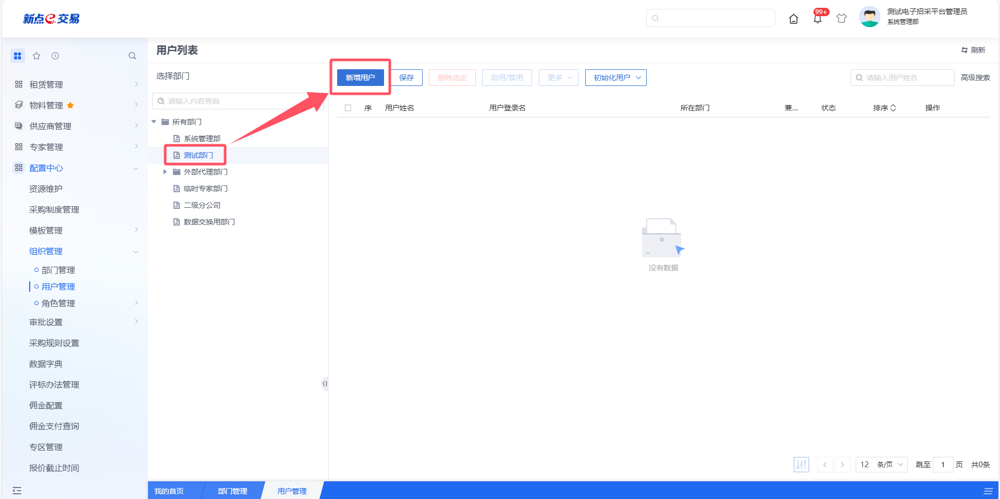 新点e交易
99+
测试电子招采平台管理员
系统管理部
租赁管理
物料管理
供应商管理
专家管理
配置中心
资源维护
采购制度管理
模板管理
组织管理
部门管理
用户管理
角色管理
审批设置
采购规则设置
数据字典
评标办法管理
佣金配置
佣金支付查询
专区管理
报价截止时间
用户列表
刷新
选择部门
请输入内容查询
所有部门
系统管理部
测试部门
外部代理部门
临时专家部门
二级分公司
数据交换用部门
新增用户 保存 删除选定 启用/禁用 更多 初始化用户 请输入用户姓名 高级搜索
序 用户姓名 用户登录名 所在部门 兼... 状态 排序 操作
没有数据
12 条/页 跳至 1 页 共0条
我的首页 部门管理 用户管理